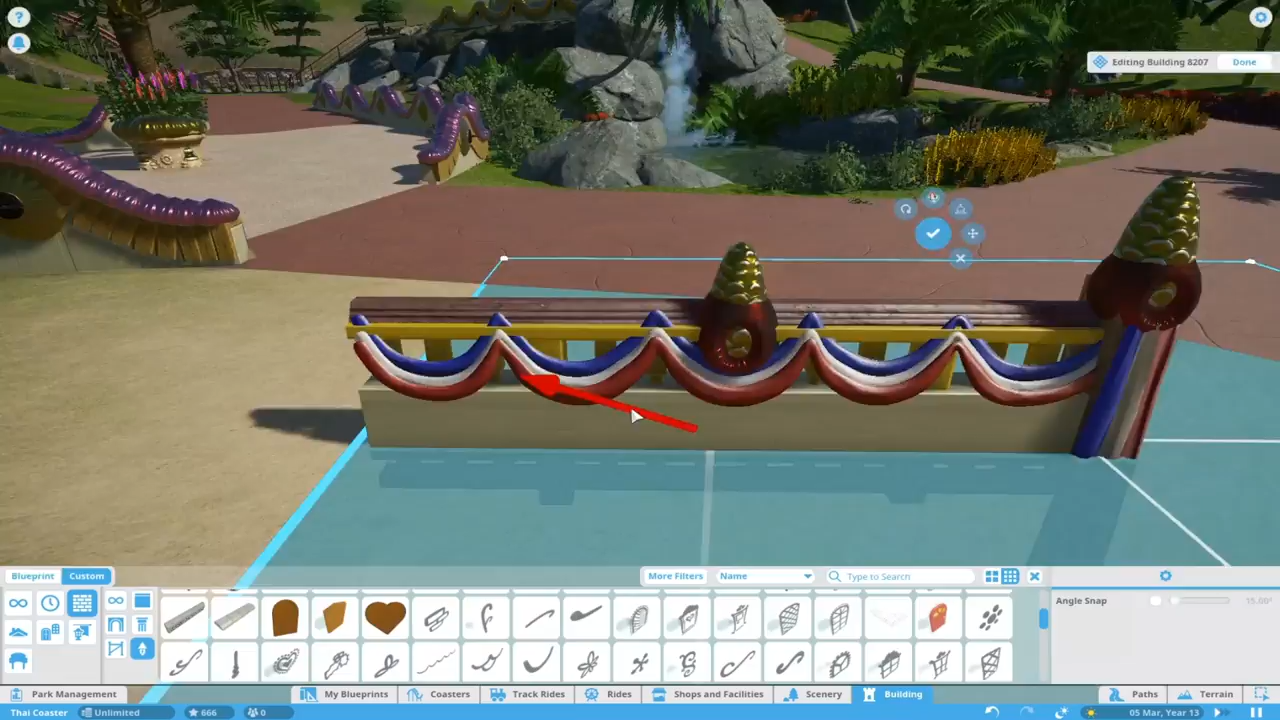 ?
Editing Building 8207 Done
Blueprint Custom
More Filters Name Type to Search
Angle Snap 15.00°
Park Management My Blueprints Coasters Track Rides Rides Shops and Facilities Scenery Building Paths Terrain
Thai Coaster Unlimited 666 0 05 Mar, Year 13